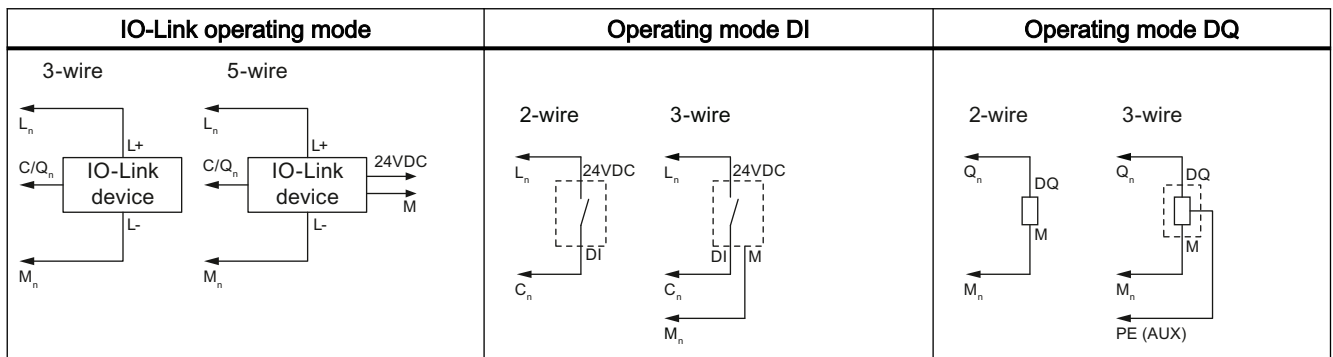 IO-Link operating mode
Operating mode DI
Operating mode DQ
3-wire
5-wire
Lₙ
L+
C/Qₙ
IO-Link
device
L-
Mₙ
Lₙ
L+
C/Qₙ
IO-Link
device
24VDC
M
L-
Mₙ
2-wire
3-wire
Lₙ
24VDC
DI
Cₙ
Lₙ
24VDC
DI
M
Cₙ
Mₙ
2-wire
3-wire
Qₙ
DQ
M
Mₙ
Qₙ
DQ
M
Mₙ
PE (AUX)